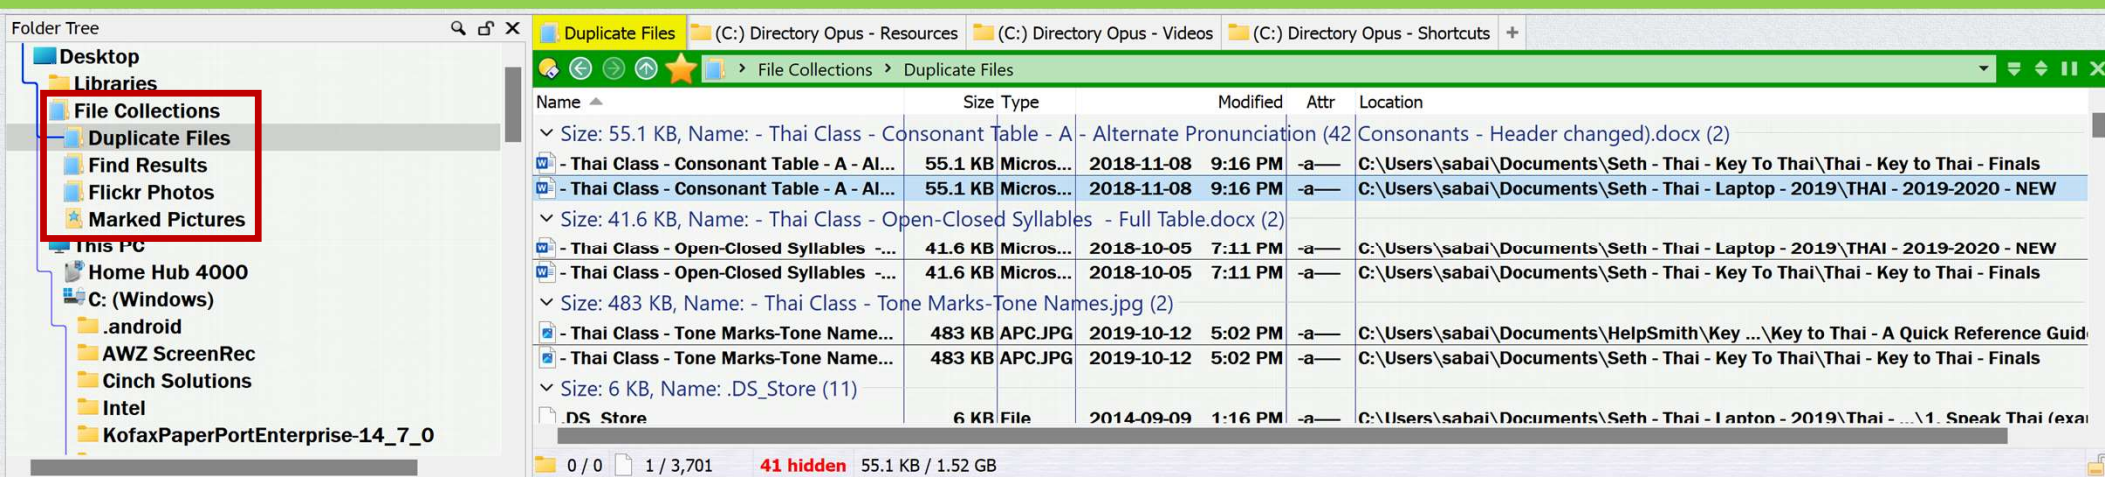 Folder Tree
Desktop
Libraries
File Collections
Duplicate Files
Find Results
Flickr Photos
Marked Pictures
This PC
Home Hub 4000
C: (Windows)
.android
AWZ ScreenRec
Cinch Solutions
Intel
KofaxPaperPortEnterprise-14_7_0
Duplicate Files (C:) Directory Opus - Resources (C:) Directory Opus - Videos (C:) Directory Opus - Shortcuts +
> File Collections > Duplicate Files
Name Size Type Modified Attr Location
Size: 55.1 KB, Name: - Thai Class - Consonant Table - A - Alternate Pronunciation (42 Consonants - Header changed).docx (2)
- Thai Class - Consonant Table - A - Al... 55.1 KB Micros... 2018-11-08 9:16 PM -a---- C:\Users\sabai\Documents\Seth - Thai - Key To Thai\Thai - Key to Thai - Finals
- Thai Class - Consonant Table - A - Al... 55.1 KB Micros... 2018-11-08 9:16 PM -a---- C:\Users\sabai\Documents\Seth - Thai - Laptop - 2019\THAI - 2019-2020 - NEW
Size: 41.6 KB, Name: - Thai Class - Open-Closed Syllables - Full Table.docx (2)
- Thai Class - Open-Closed Syllables -... 41.6 KB Micros... 2018-10-05 7:11 PM -a---- C:\Users\sabai\Documents\Seth - Thai - Laptop - 2019\THAI - 2019-2020 - NEW
- Thai Class - Open-Closed Syllables -... 41.6 KB Micros... 2018-10-05 7:11 PM -a---- C:\Users\sabai\Documents\Seth - Thai - Key To Thai\Thai - Key to Thai - Finals
Size: 483 KB, Name: - Thai Class - Tone Marks-Tone Names.jpg (2)
- Thai Class - Tone Marks-Tone Name... 483 KB APC.JPG 2019-10-12 5:02 PM -a---- C:\Users\sabai\Documents\HelpSmith\Key ...\Key to Thai - A Quick Reference Guid
- Thai Class - Tone Marks-Tone Name... 483 KB APC.JPG 2019-10-12 5:02 PM -a---- C:\Users\sabai\Documents\Seth - Thai - Key To Thai\Thai - Key to Thai - Finals
Size: 6 KB, Name: .DS_Store (11)
.DS_Store 6 KB File 2014-09-09 1:16 PM -a---- C:\Users\sabai\Documents\Seth - Thai - Laptop - 2019\Thai - ...\1. Speak Thai (exa
0 / 0 1 / 3,701 41 hidden 55.1 KB / 1.52 GB